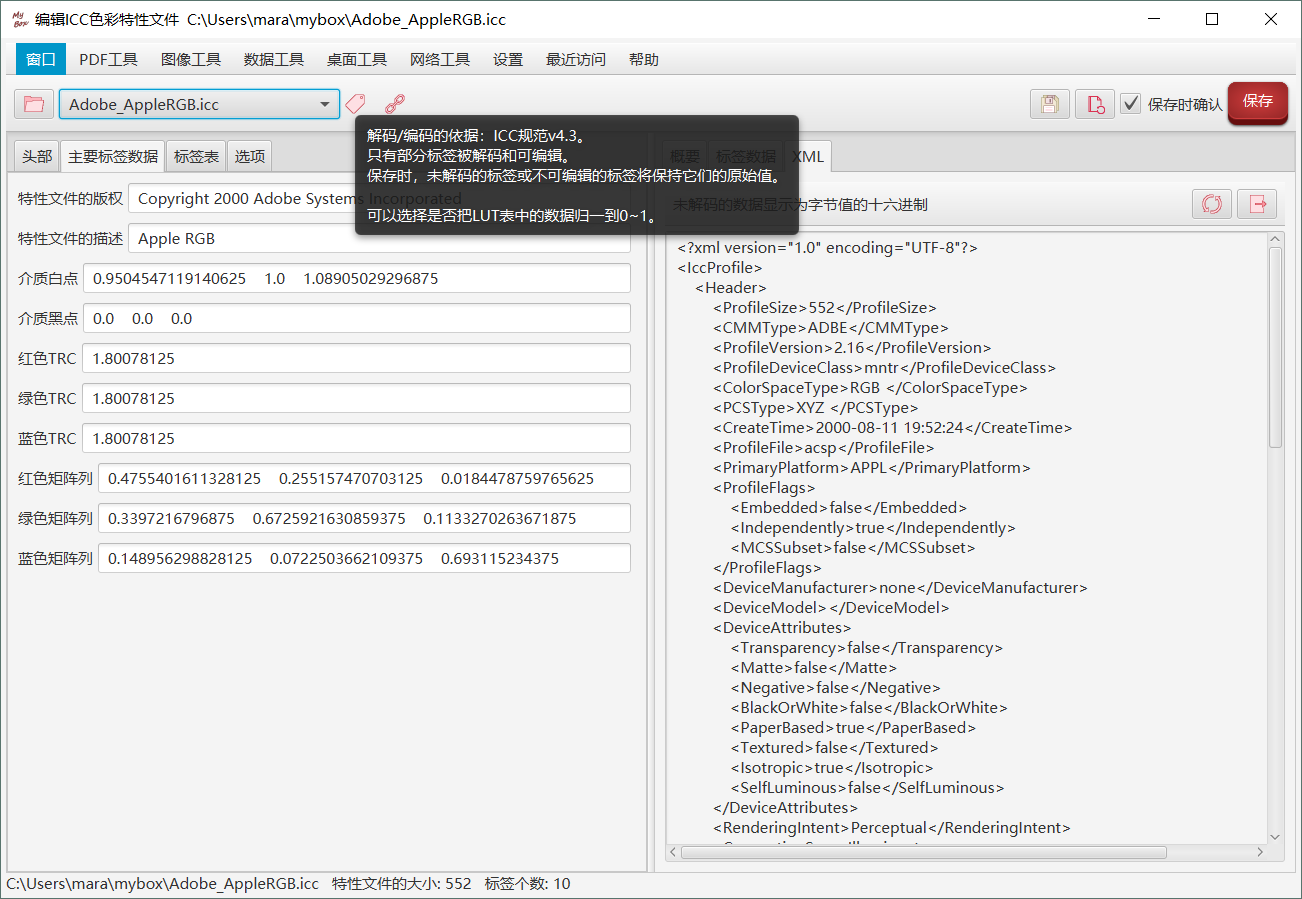 My Box 编辑ICC色彩特性文件 C:\Users\mara\mybox\Adobe_AppleRGB.icc
窗口 PDF工具 图像工具 数据工具 桌面工具 网络工具 设置 最近访问 帮助
Adobe_AppleRGB.icc 保存时确认 保存
解码/编码的依据：ICC规范v4.3。
只有部分标签被解码和可编辑。
保存时，未解码的标签或不可编辑的标签将保持它们的原始值。
可以选择是否把LUT表中的数据归一到0~1。
头部 主要标签数据 标签表 选项
特性文件的版权 Copyright 2000 Adobe Systems Incorporated
特性文件的描述 Apple RGB
介质白点 0.9504547119140625 1.0 1.08905029296875
介质黑点 0.0 0.0 0.0
红色TRC 1.80078125
绿色TRC 1.80078125
蓝色TRC 1.80078125
红色矩阵列 0.4755401611328125 0.255157470703125 0.0184478759765625
绿色矩阵列 0.3397216796875 0.6725921630859375 0.1133270263671875
蓝色矩阵列 0.148956298828125 0.0722503662109375 0.693115234375
概要 标签数据 XML
未解码的数据显示为字节值的十六进制
<?xml version="1.0" encoding="UTF-8"?>
<IccProfile>
<Header>
<ProfileSize>552</ProfileSize>
<CMMType>ADBE</CMMType>
<ProfileVersion>2.16</ProfileVersion>
<ProfileDeviceClass>mntr</ProfileDeviceClass>
<ColorSpaceType>RGB </ColorSpaceType>
<PCSType>XYZ </PCSType>
<CreateTime>2000-08-11 19:52:24</CreateTime>
<ProfileFile>acsp</ProfileFile>
<PrimaryPlatform>APPL</PrimaryPlatform>
<ProfileFlags>
<Embedded>false</Embedded>
<Independently>true</Independently>
<MCSSubset>false</MCSSubset>
</ProfileFlags>
<DeviceManufacturer>none</DeviceManufacturer>
<DeviceModel></DeviceModel>
<DeviceAttributes>
<Transparency>false</Transparency>
<Matte>false</Matte>
<Negative>false</Negative>
<BlackOrWhite>false</BlackOrWhite>
<PaperBased>true</PaperBased>
<Textured>false</Textured>
<Isotropic>true</Isotropic>
<SelfLuminous>false</SelfLuminous>
</DeviceAttributes>
<RenderingIntent>Perceptual</RenderingIntent>
C:\Users\mara\mybox\Adobe_AppleRGB.icc 特性文件的大小: 552 标签个数: 10